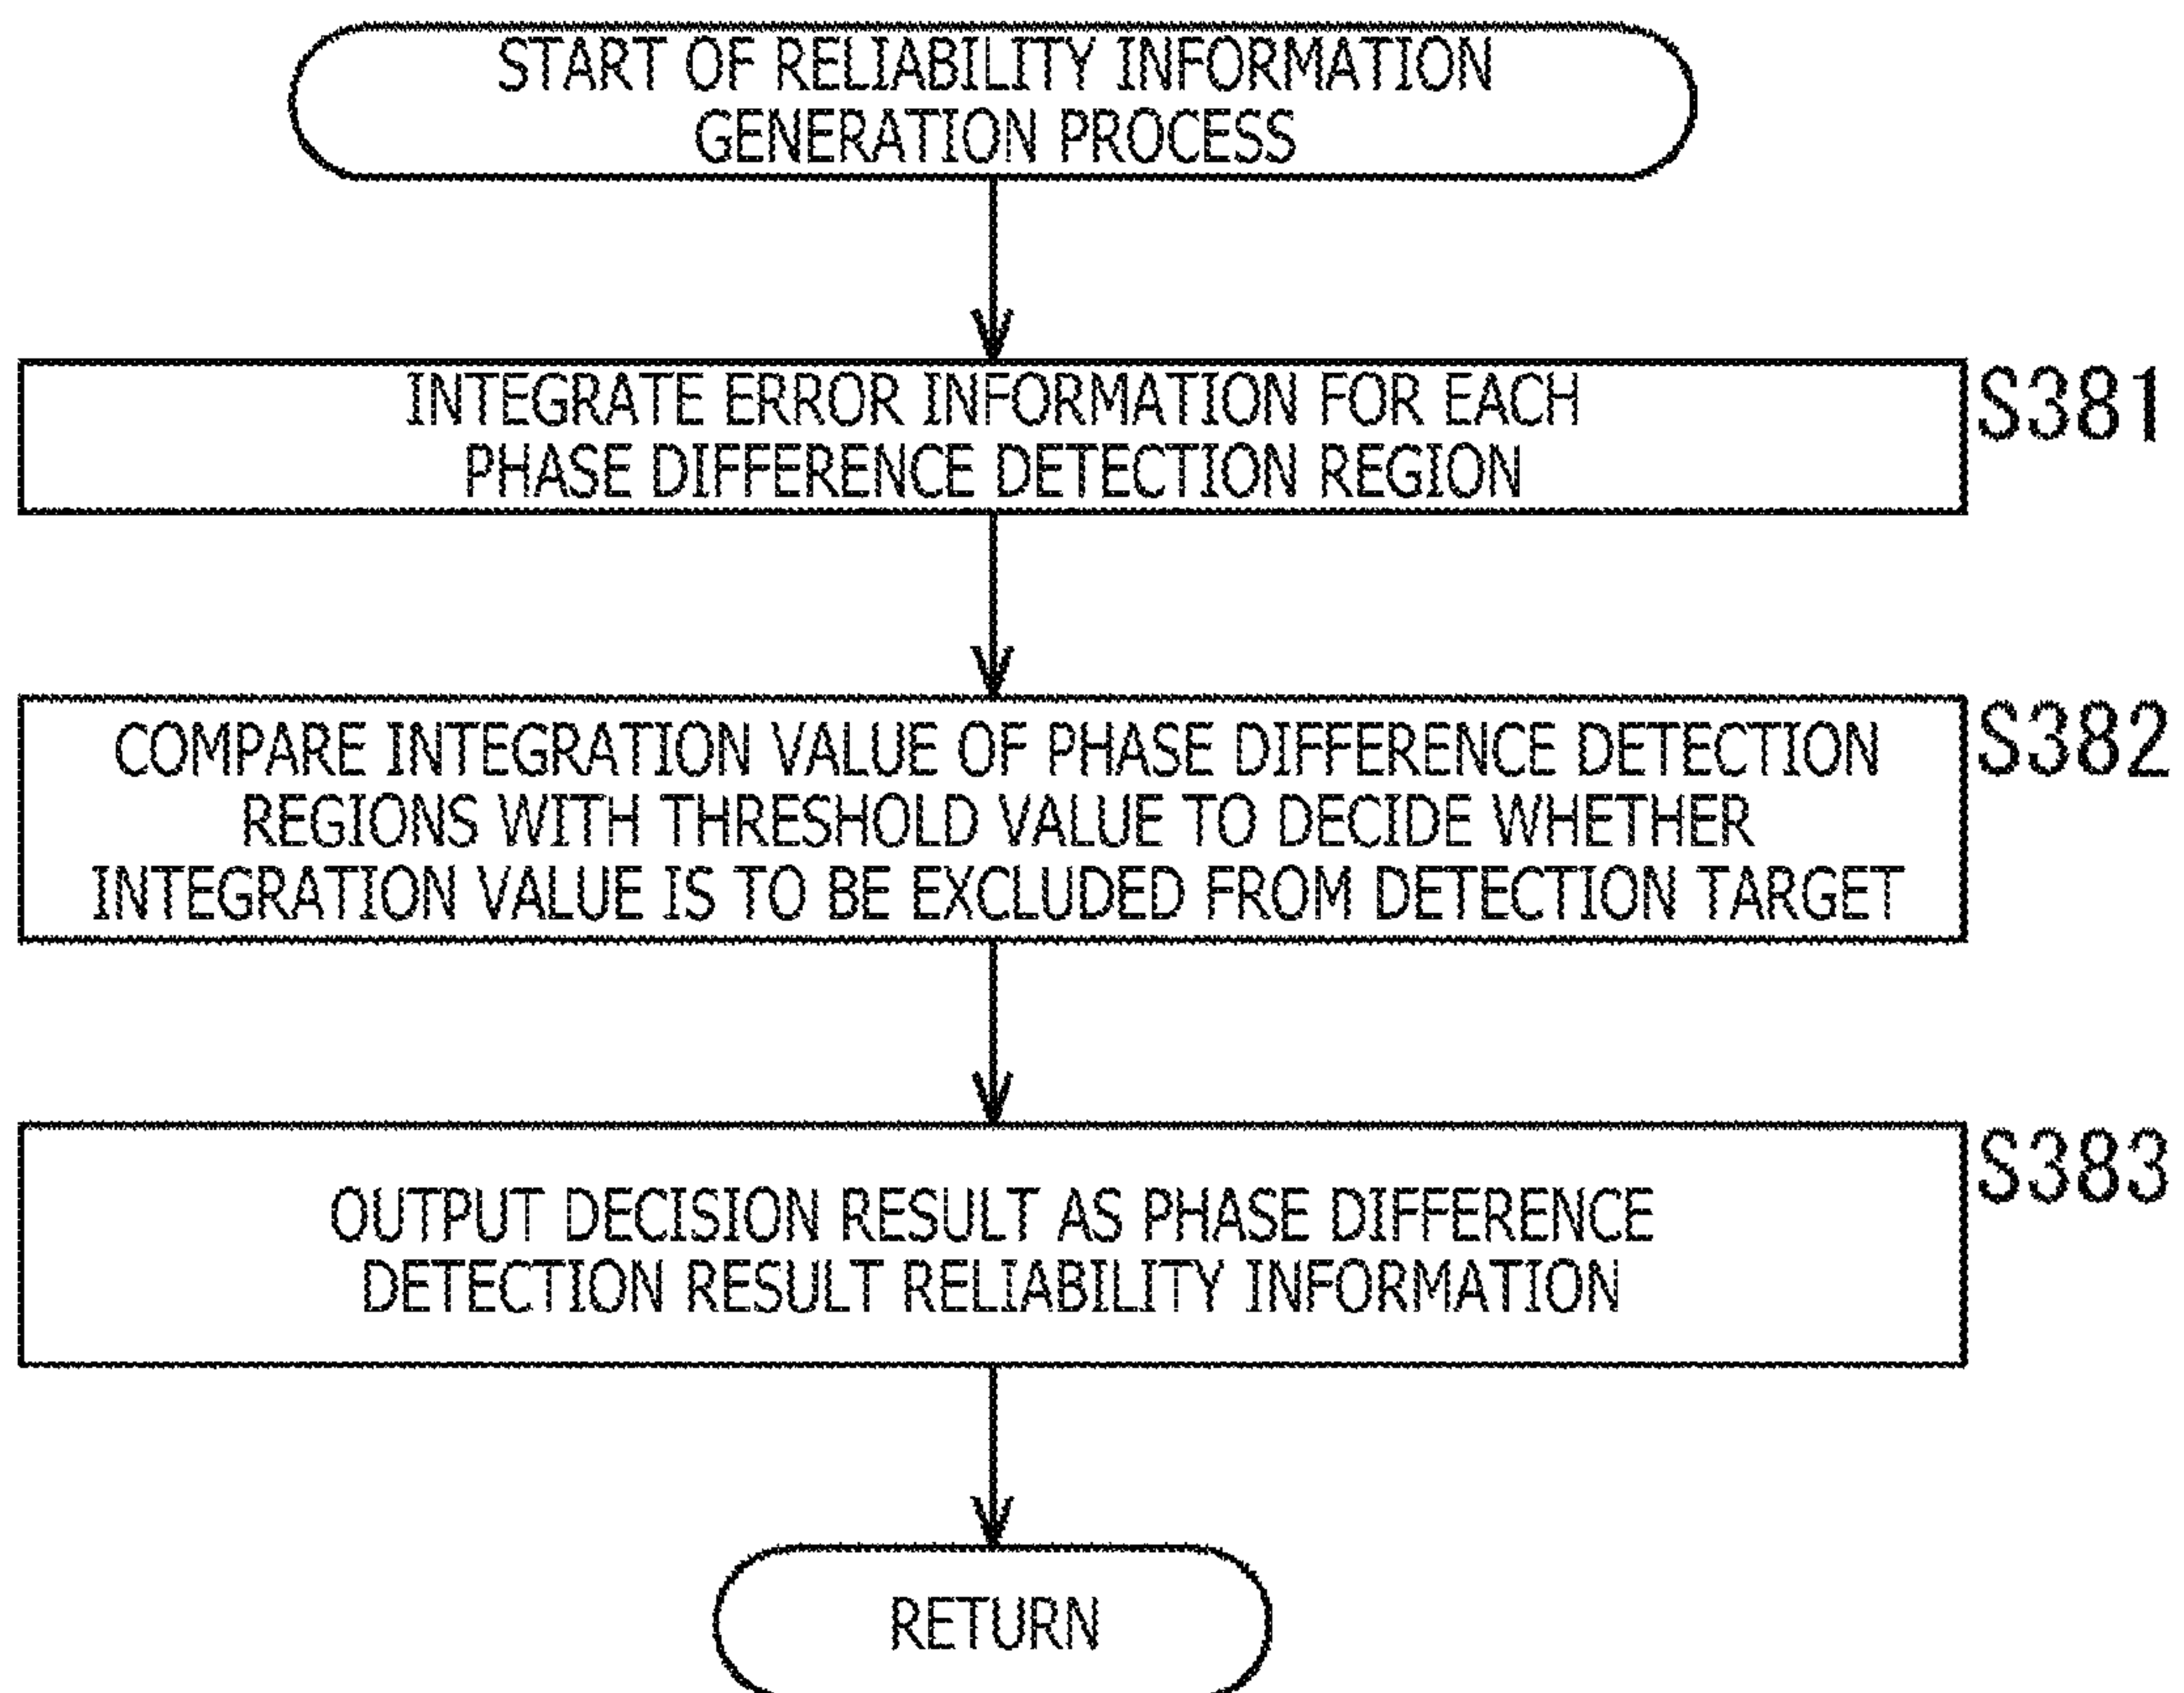 START OF RELIABILITY INFORMATION
GENERATION PROCESS
INTEGRATE ERROR INFORMATION FOR EACH
PHASE DIFFERENCE DETECTION REGION
S381
COMPARE INTEGRATION VALUE OF PHASE DIFFERENCE DETECTION
REGIONS WITH THRESHOLD VALUE TO DECIDE WHETHER
INTEGRATION VALUE IS TO BE EXCLUDED FROM DETECTION TARGET
S382
OUTPUT DECISION RESULT AS PHASE DIFFERENCE
DETECTION RESULT RELIABILITY INFORMATION
S383
RETURN